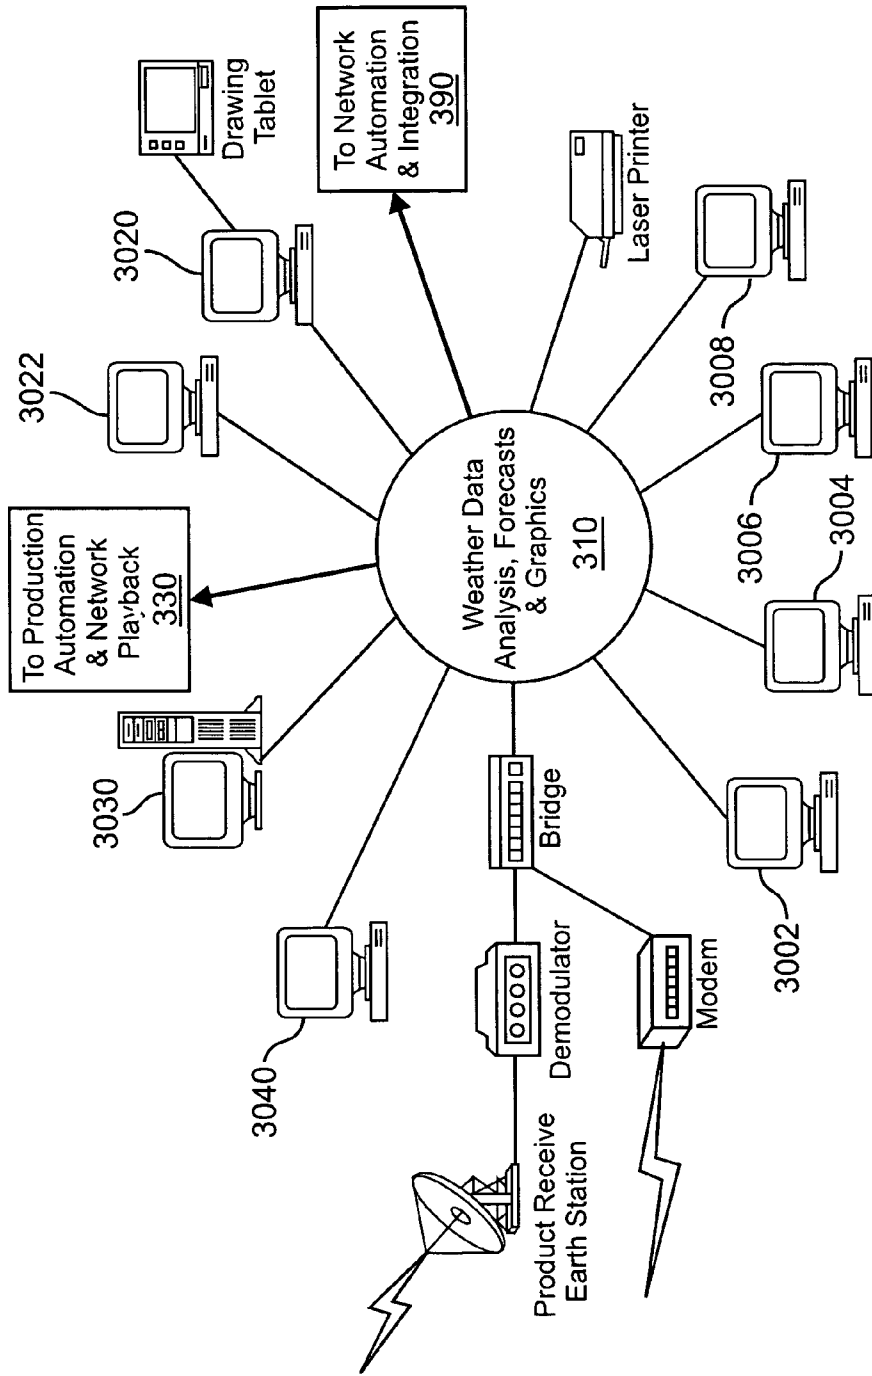 3040
3030
To Production
Automation
& Network
Playback
330
3022
3020
Drawing
Tablet
To Network
Automation
& Integration
390
Product Receive
Earth Station
Demodulator
Bridge
Weather Data
Analysis, Forecasts
& Graphics
310
Laser Printer
Modem
3002
3004
3006
3008